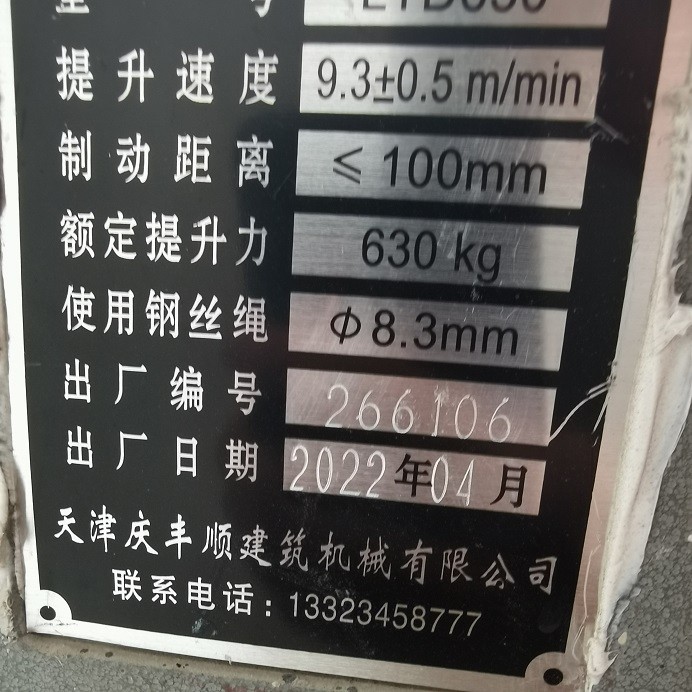 型 号 LTD630
提升速度 9.3±0.5 m/min
制动距离 ≤100mm
额定提升力 630 kg
使用钢丝绳 Φ8.3mm
出厂编号 266106
出厂日期 2022年04月
天津庆丰顺建筑机械有限公司
联系电话：13323458777